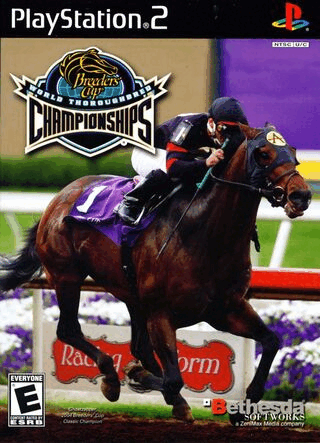 PlayStation®2
NTSC U/C
Breeders'
Cup
WORLD THOROUGHBRED
CHAMPIONSHIPS
1
Racing Form
EVERYONE
E
CONTENT RATED BY
ESRB
Ghostzapper
2004 Breeders' Cup
Classic Champion
Bethesda
SOFTWORKS
a ZeniMax Media company